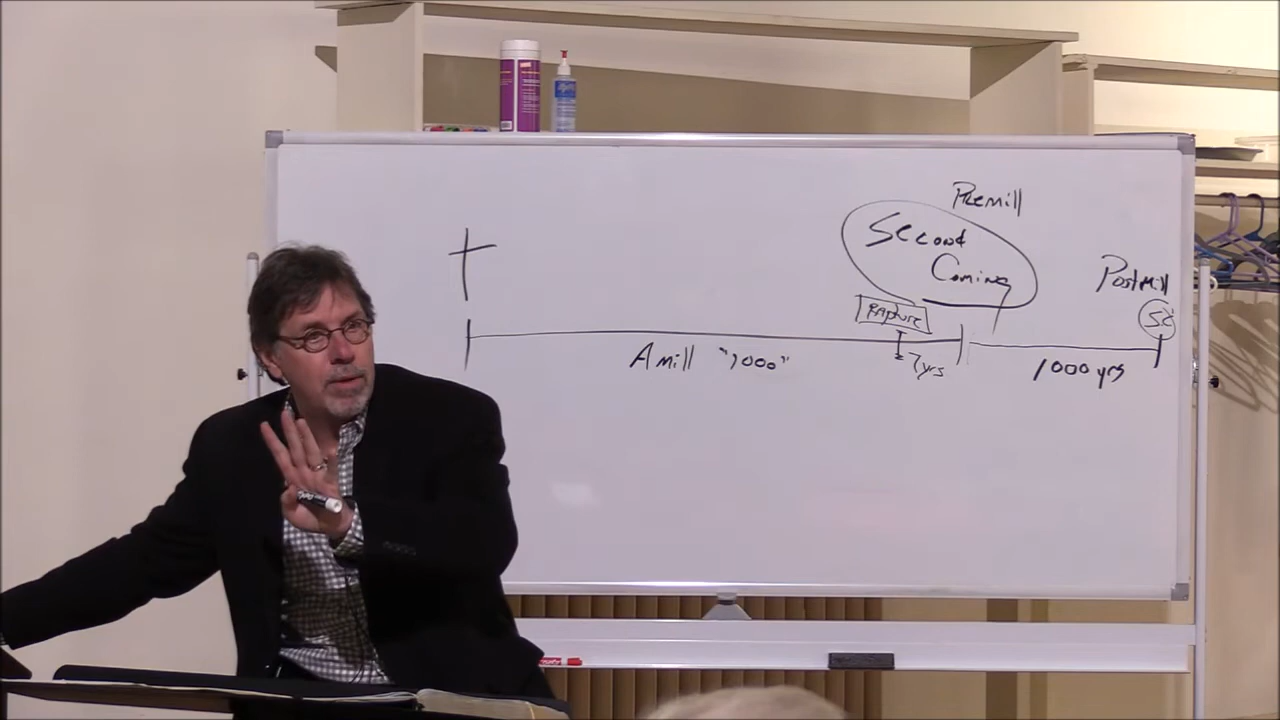 Premill
Second
Coming
Postmill
Rapture
SC
Amill "1000"
7yrs
1000 yrs